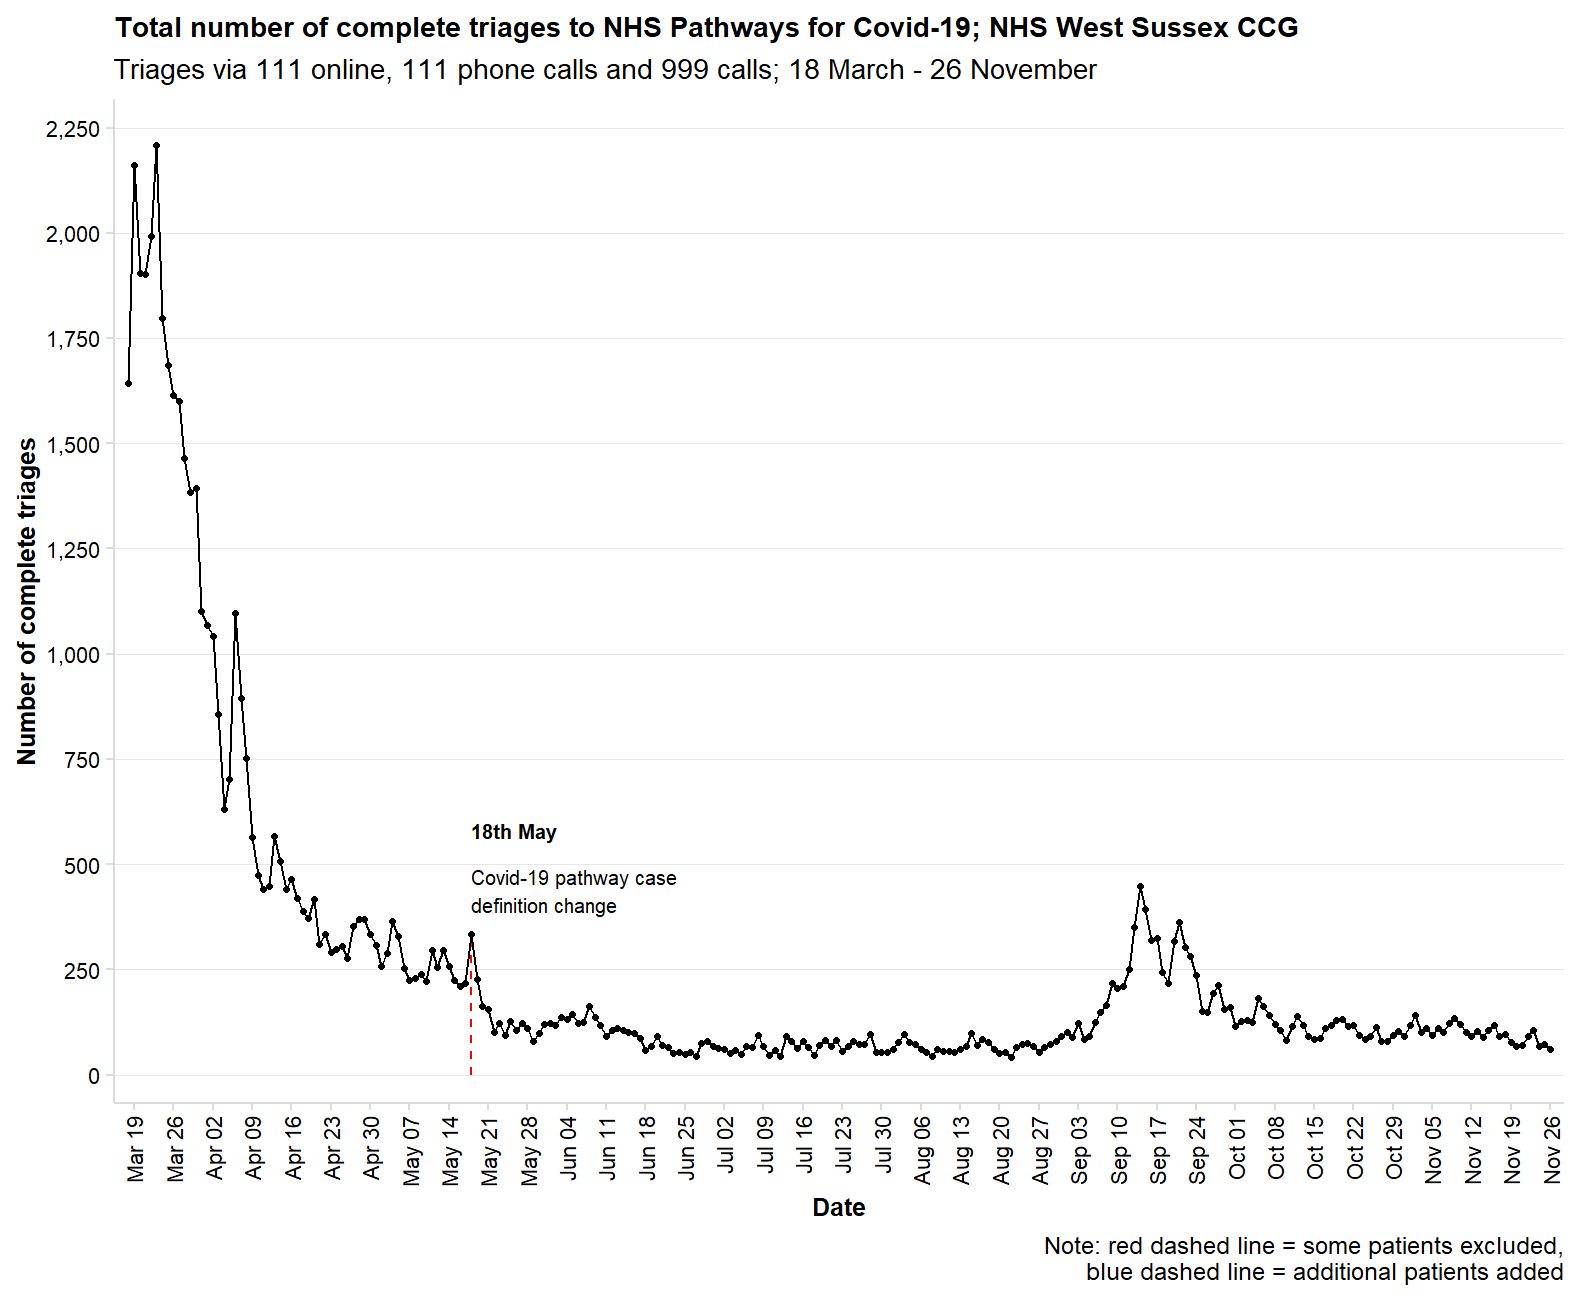 Total number of complete triages to NHS Pathways for Covid-19; NHS West Sussex CCG
Triages via 111 online, 111 phone calls and 999 calls; 18 March - 26 November
Number of complete triages
2,250
2,000
1,750
1,500
1,250
1,000
750
500
250
0
18th May
Covid-19 pathway case
definition change
Mar 19
Mar 26
Apr 02
Apr 09
Apr 16
Apr 23
Apr 30
May 07
May 14
May 21
May 28
Jun 04
Jun 11
Jun 18
Jun 25
Jul 02
Jul 09
Jul 16
Jul 23
Jul 30
Aug 06
Aug 13
Aug 20
Aug 27
Sep 03
Sep 10
Sep 17
Sep 24
Oct 01
Oct 08
Oct 15
Oct 22
Oct 29
Nov 05
Nov 12
Nov 19
Nov 26
Date
Note: red dashed line = some patients excluded,
blue dashed line = additional patients added